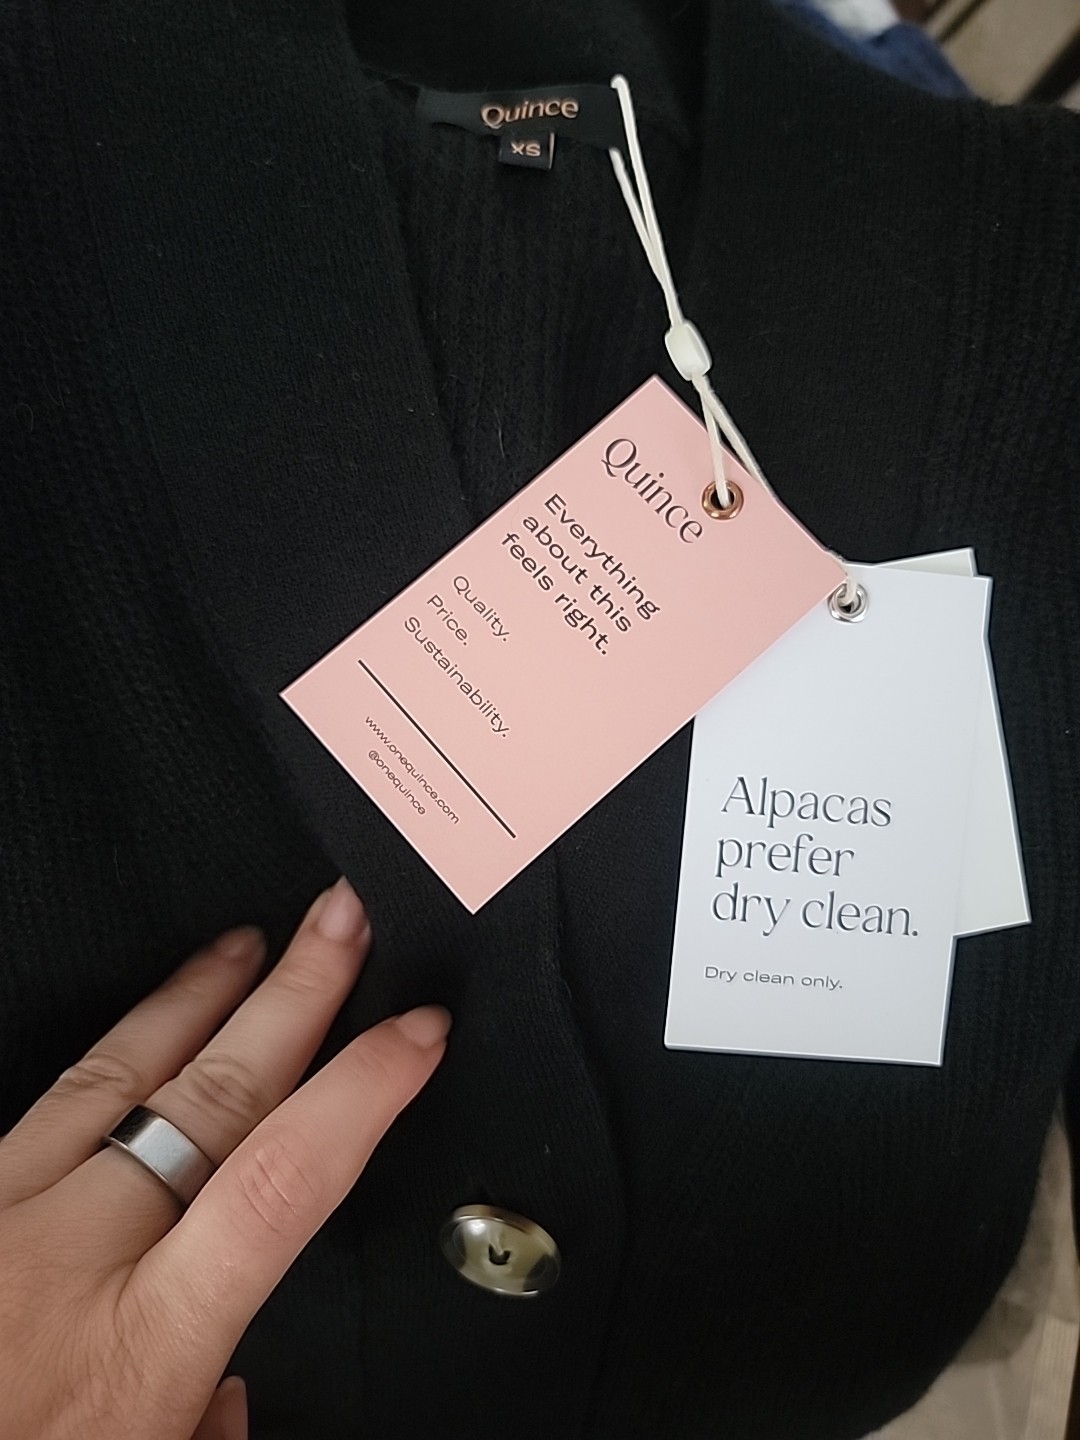 Quince
XS
Quince
Everything
about this
feels right.
Quality.
Price.
Sustainability.
www.onequince.com
@onequince
Alpacas
prefer
dry clean.
Dry clean only.